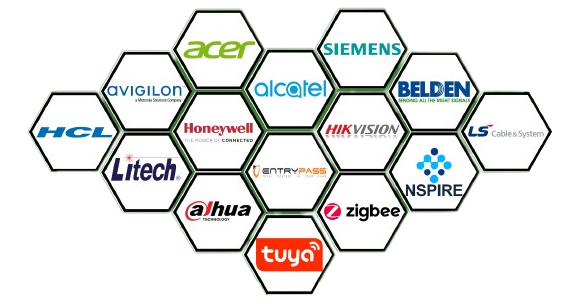 acer
SIEMENS
AVIGILON
a Motorola Solutions Company
alcatel
BELDEN
SENDING ALL THE RIGHT SIGNALS
HCL
Honeywell
THE POWER OF CONNECTED
HIKVISION
LS Cable & System
Litech®
ENTRYPASS
NSPIRE
alhua
TECHNOLOGY
zigbee
tuya